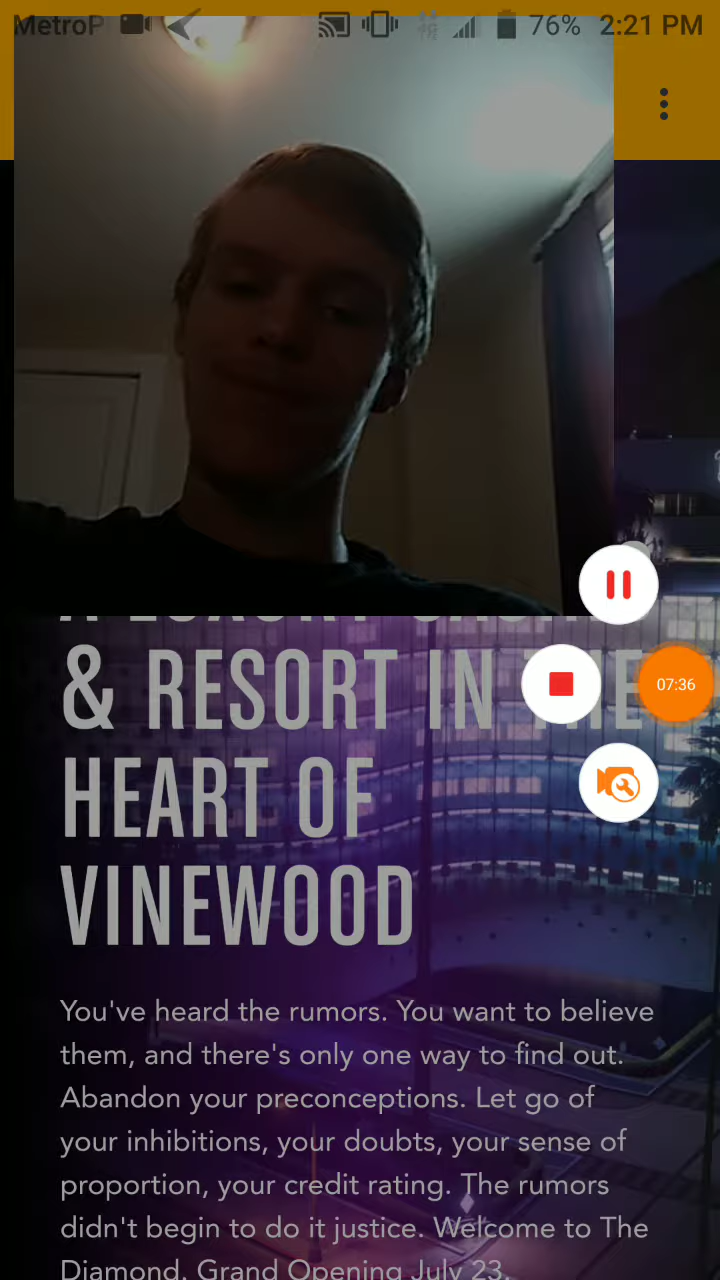 MetroP 76% 2:21 PM
& RESORT IN THE
07:36
HEART OF
VINEWOOD
You've heard the rumors. You want to believe
them, and there's only one way to find out.
Abandon your preconceptions. Let go of
your inhibitions, your doubts, your sense of
proportion, your credit rating. The rumors
didn't begin to do it justice. Welcome to The
Diamond. Grand Opening July 23.